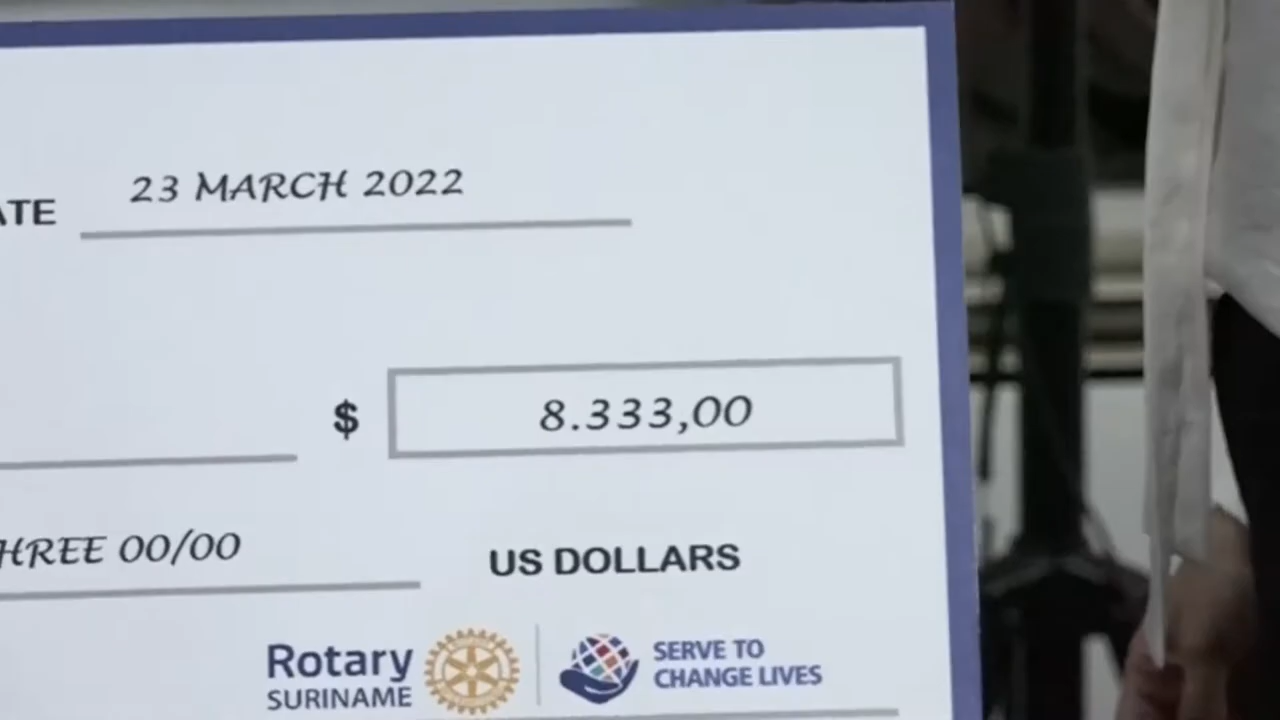 ATE 23 MARCH 2022
$ 8.333,00
HREE 00/00 US DOLLARS
Rotary
SURINAME
SERVE TO
CHANGE LIVES